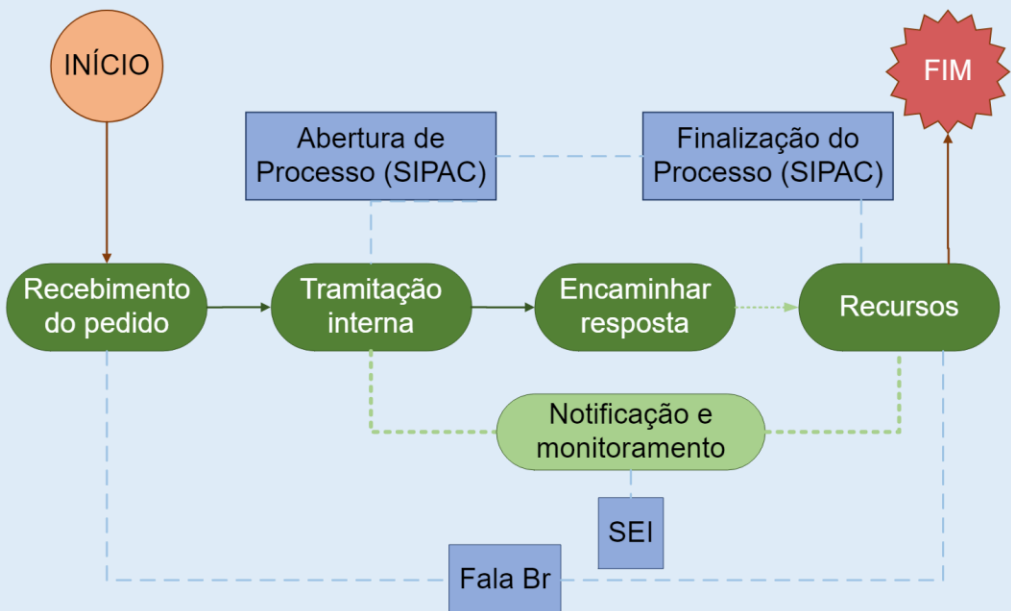 INÍCIO
FIM
Abertura de
Processo (SIPAC)
Finalização do
Processo (SIPAC)
Recebimento
do pedido
Tramitação
interna
Encaminhar
resposta
Recursos
Notificação e
monitoramento
SEI
Fala Br